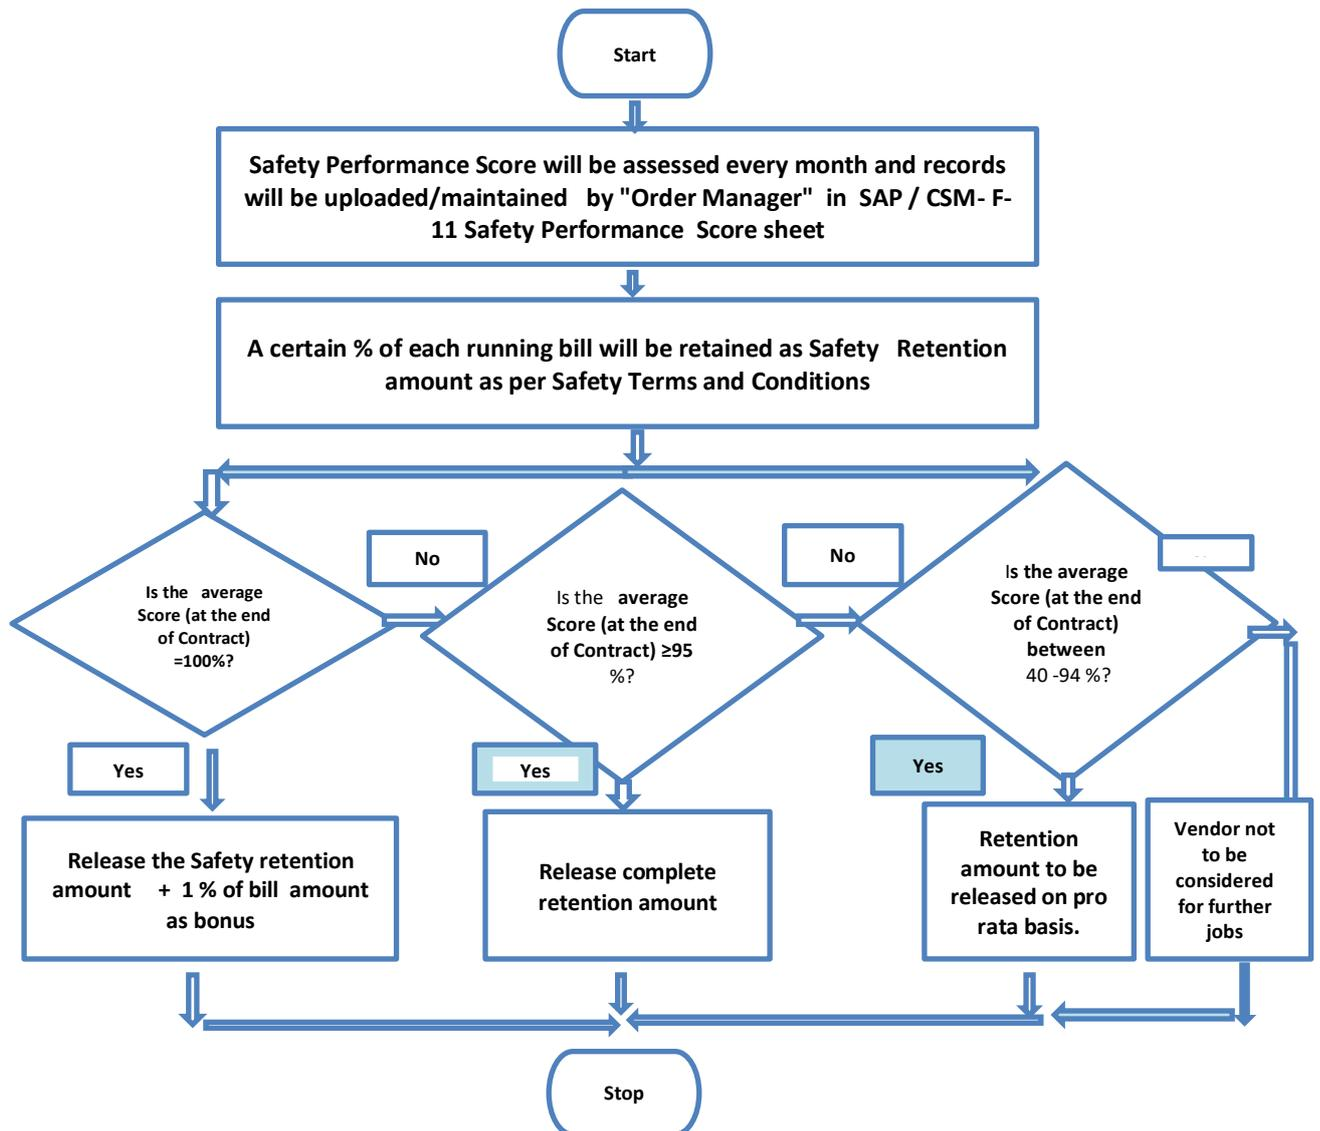 Start
Safety Performance Score will be assessed every month and records
will be uploaded/maintained by "Order Manager" in SAP / CSM- F-
11 Safety Performance Score sheet
A certain % of each running bill will be retained as Safety Retention
amount as per Safety Terms and Conditions
Is the average
Score (at the end
of Contract)
=100%?
No
Is the average
Score (at the end
of Contract) ≥95
%?
No
Is the average
Score (at the end
of Contract)
between
40 -94 %?
Yes
Yes
Yes
Release the Safety retention
amount + 1 % of bill amount
as bonus
Release complete
retention amount
Retention
amount to be
released on pro
rata basis.
Vendor not
to be
considered
for further
jobs
Stop